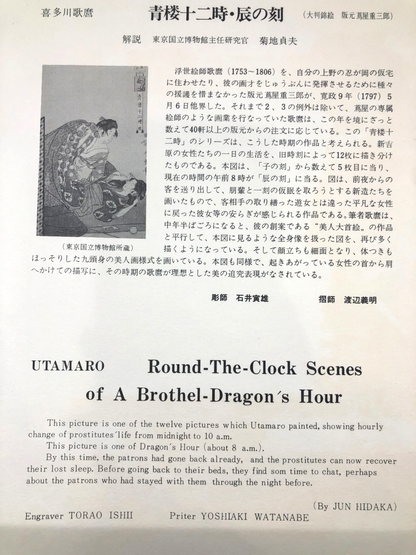 喜多川歌麿 青楼十二時・辰の刻 (大判錦絵 版元蔦屋重三郎)
解説 東京国立博物館主任研究官 菊地貞夫
浮世絵師歌麿(1753〜1806)を、自分の上野の忍が岡の仮宅
に住わせたり、彼の画才をじゅうぶんに発揮させるために種々
の援護を惜まなかった版元蔦屋重三郎が、寛政9年(1797)5
月6日他界した。それまで2、3の例外は除いて、蔦屋の専属
絵師のような画業を行なっていた歌麿は、この年を境にざっと
数えて40軒以上の版元からの注文に応じている。この「青楼十
二時」のシリーズは、こうした時期の作品と考えられる。新吉
原の女性たちの一日の生活を、旧時刻によって12枚に描き分け
たものである。本図は、「子の刻」から数えて5枚目に当り、
現在の時間の午前8時が「辰の刻」に当る。図は、前夜からの
客を送り出して、朋輩と一刻の仮眠を取ろうとする新造たちを
画いたもので、客相手の取り繕った遊女とは違った平凡な女性
に戻った彼女等の安らぎが感じられる作品である。筆者歌麿は、
中年半ばごろになると、彼の創案である"美人大首絵"の作品
と平行して、本図に見るような全身像を扱った図を、再び多く
描くようになっている。そして顔立ちも細面となり、体つきも
(東京国立博物館所蔵)
ほっそりした九頭身の美人画様式を画いている。本図も同様で、起きあがっている女性の首から肩
へかけての描写に、その時期の歌麿が理想とした美の追究表現がなされている。
彫師 石井寅雄 摺師 渡辺義明
UTAMARO Round-The-Clock Scenes
of A Brothel-Dragon's Hour
This picture is one of the twelve pictures which Utamaro painted, showing hourly
change of prostitutes'life from midnight to 10 a.m.
This picture is one of Dragon's Hour (about 8 a.m.).
By this time, the patrons had gone back already, and the prostitutes can now recover
their lost sleep. Before going back to their beds, they find som time to chat, perhaps
about the patrons who had stayed with them through the night before.
(By JUN HIDAKA)
Engraver TORAO ISHII Priter YOSHIAKI WATANABE